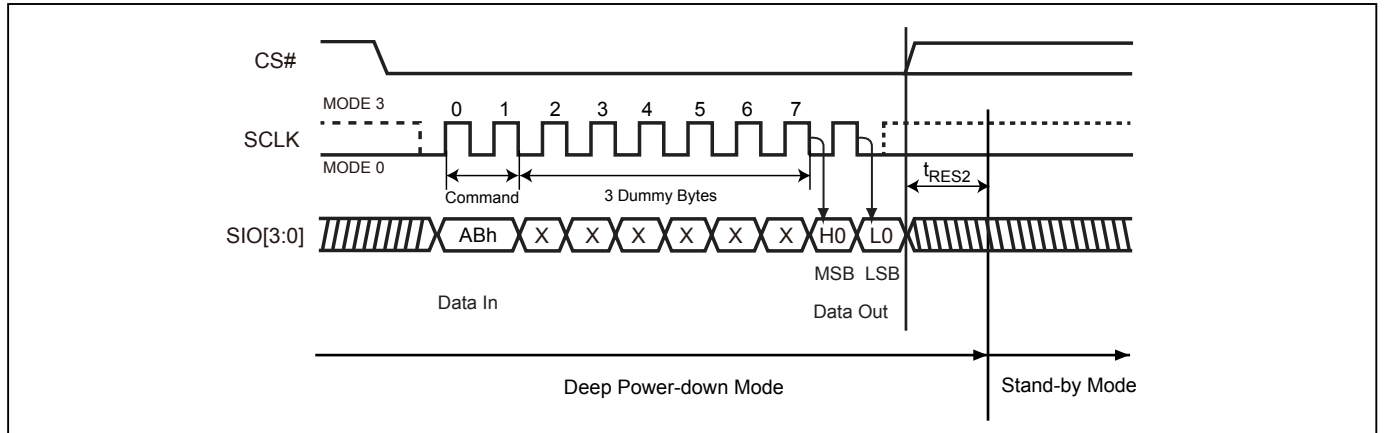 CS#
MODE 3
0 1 2 3 4 5 6 7
SCLK
MODE 0
tRES2
Command 3 Dummy Bytes
SIO[3:0] ABh X X X X X X H0 L0
MSB LSB
Data In Data Out
Deep Power-down Mode Stand-by Mode